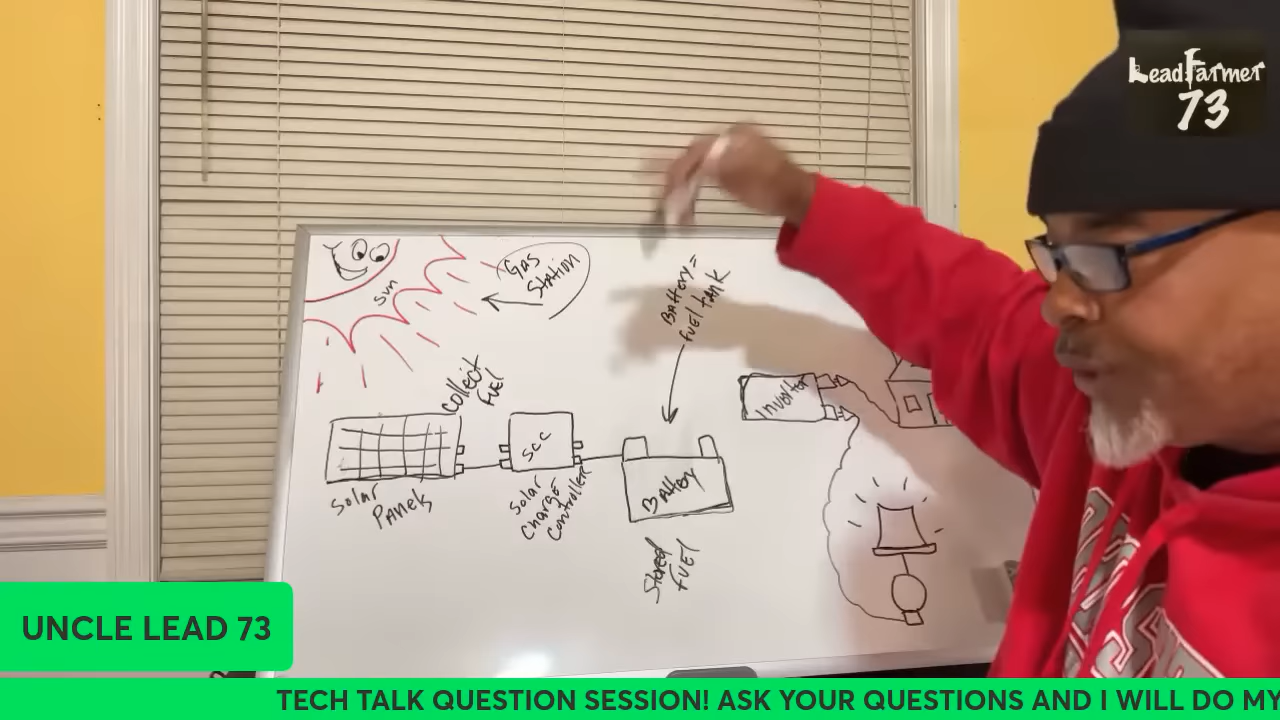 LeadFarmer
73
Gas
Station
sun
Battery =
Fuel tank
Collect
Fuel
Invertor
SCC
Battery
Solar
Panels
Solar
Charge
Controller
Stored
Fuel
UNCLE LEAD 73
TECH TALK QUESTION SESSION! ASK YOUR QUESTIONS AND I WILL DO MY